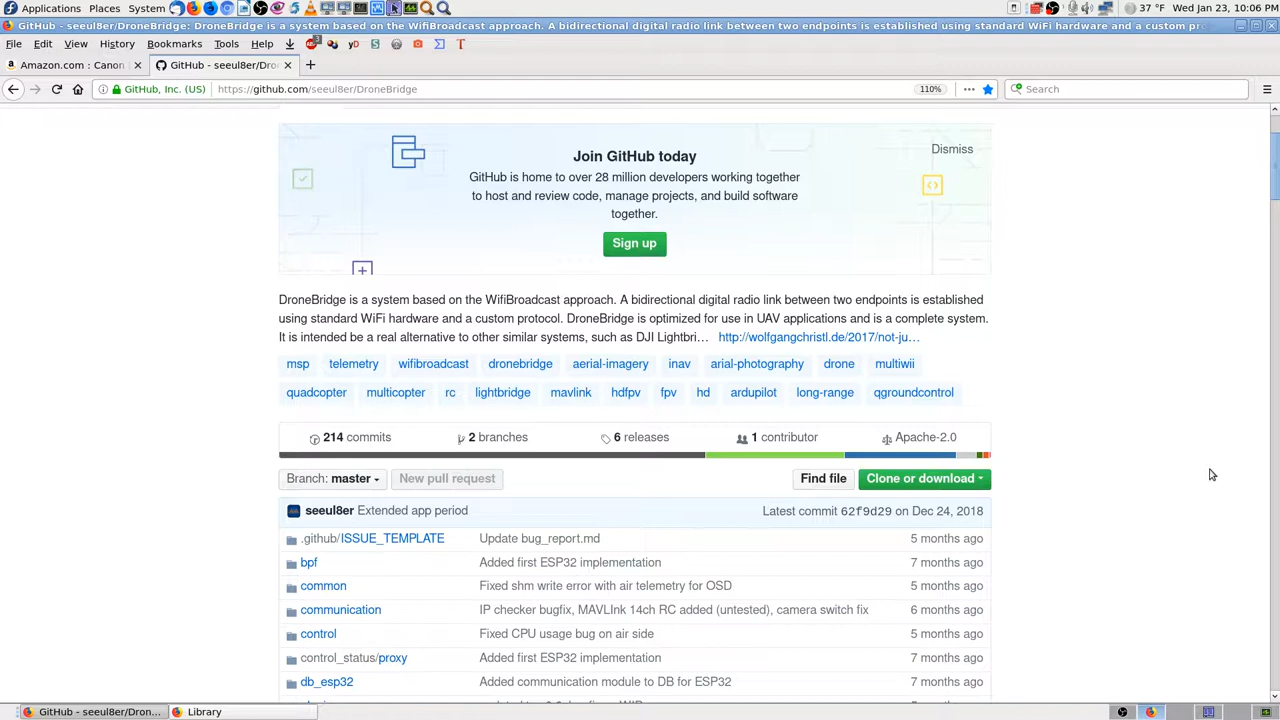 Applications Places System 37 °F Wed Jan 23, 10:06 PM
GitHub - seeul8er/DroneBridge: DroneBridge is a system based on the WifiBroadcast approach. A bidirectional digital radio link between two endpoints is established using standard WiFi hardware and a custom pr
File Edit View History Bookmarks Tools Help
Amazon.com : Canon GitHub - seeul8er/Dro
GitHub, Inc. (US) https://github.com/seeul8er/DroneBridge 110% Search
Join GitHub today
Dismiss
GitHub is home to over 28 million developers working together
to host and review code, manage projects, and build software
together.
Sign up
DroneBridge is a system based on the WifiBroadcast approach. A bidirectional digital radio link between two endpoints is established
using standard WiFi hardware and a custom protocol. DroneBridge is optimized for use in UAV applications and is a complete system.
It is intended be a real alternative to other similar systems, such as DJI Lightbri… http://wolfgangchristl.de/2017/not-ju…
msp telemetry wifibroadcast dronebridge aerial-imagery inav arial-photography drone multiwii
quadcopter multicopter rc lightbridge mavlink hdfpv fpv hd ardupilot long-range qgroundcontrol
214 commits 2 branches 6 releases 1 contributor Apache-2.0
Branch: master New pull request Find file Clone or download
seeul8er Extended app period Latest commit 62f9d29 on Dec 24, 2018
.github/ISSUE_TEMPLATE Update bug_report.md 5 months ago
bpf Added first ESP32 implementation 7 months ago
common Fixed shm write error with air telemetry for OSD 5 months ago
communication IP checker bugfix, MAVLInk 14ch RC added (untested), camera switch fix 6 months ago
control Fixed CPU usage bug on air side 5 months ago
control_status/proxy Added first ESP32 implementation 7 months ago
db_esp32 Added communication module to DB for ESP32 7 months ago
GitHub - seeul8er/Dron... Library